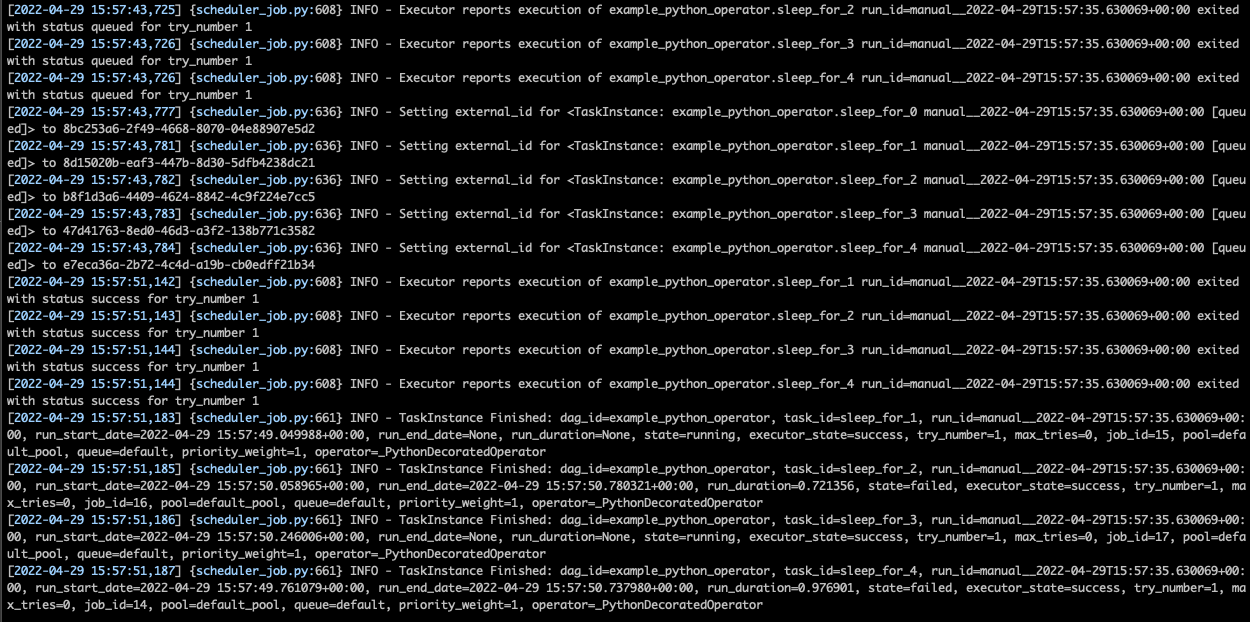 [2022-04-29 15:57:43,725] {scheduler_job.py:608} INFO - Executor reports execution of example_python_operator.sleep_for_2 run_id=manual__2022-04-29T15:57:35.630069+00:00 exited
with status queued for try_number 1
[2022-04-29 15:57:43,726] {scheduler_job.py:608} INFO - Executor reports execution of example_python_operator.sleep_for_3 run_id=manual__2022-04-29T15:57:35.630069+00:00 exited
with status queued for try_number 1
[2022-04-29 15:57:43,726] {scheduler_job.py:608} INFO - Executor reports execution of example_python_operator.sleep_for_4 run_id=manual__2022-04-29T15:57:35.630069+00:00 exited
with status queued for try_number 1
[2022-04-29 15:57:43,777] {scheduler_job.py:636} INFO - Setting external_id for <TaskInstance: example_python_operator.sleep_for_0 manual__2022-04-29T15:57:35.630069+00:00 [queu
ed]> to 8bc253a6-2f49-4668-8070-04e88907e5d2
[2022-04-29 15:57:43,781] {scheduler_job.py:636} INFO - Setting external_id for <TaskInstance: example_python_operator.sleep_for_1 manual__2022-04-29T15:57:35.630069+00:00 [queu
ed]> to 8d15020b-eaf3-447b-8d30-5dfb4238dc21
[2022-04-29 15:57:43,782] {scheduler_job.py:636} INFO - Setting external_id for <TaskInstance: example_python_operator.sleep_for_2 manual__2022-04-29T15:57:35.630069+00:00 [queu
ed]> to b8f1d3a6-4409-4624-8842-4c9f224e7cc5
[2022-04-29 15:57:43,783] {scheduler_job.py:636} INFO - Setting external_id for <TaskInstance: example_python_operator.sleep_for_3 manual__2022-04-29T15:57:35.630069+00:00 [queu
ed]> to 47d41763-8ed0-46d3-a3f2-138b771c3582
[2022-04-29 15:57:43,784] {scheduler_job.py:636} INFO - Setting external_id for <TaskInstance: example_python_operator.sleep_for_4 manual__2022-04-29T15:57:35.630069+00:00 [queu
ed]> to e7eca36a-2b72-4c4d-a19b-cb0edff21b34
[2022-04-29 15:57:51,142] {scheduler_job.py:608} INFO - Executor reports execution of example_python_operator.sleep_for_1 run_id=manual__2022-04-29T15:57:35.630069+00:00 exited
with status success for try_number 1
[2022-04-29 15:57:51,143] {scheduler_job.py:608} INFO - Executor reports execution of example_python_operator.sleep_for_2 run_id=manual__2022-04-29T15:57:35.630069+00:00 exited
with status success for try_number 1
[2022-04-29 15:57:51,144] {scheduler_job.py:608} INFO - Executor reports execution of example_python_operator.sleep_for_3 run_id=manual__2022-04-29T15:57:35.630069+00:00 exited
with status success for try_number 1
[2022-04-29 15:57:51,144] {scheduler_job.py:608} INFO - Executor reports execution of example_python_operator.sleep_for_4 run_id=manual__2022-04-29T15:57:35.630069+00:00 exited
with status success for try_number 1
[2022-04-29 15:57:51,183] {scheduler_job.py:661} INFO - TaskInstance Finished: dag_id=example_python_operator, task_id=sleep_for_1, run_id=manual__2022-04-29T15:57:35.630069+00:
00, run_start_date=2022-04-29 15:57:49.049988+00:00, run_end_date=None, run_duration=None, state=running, executor_state=success, try_number=1, max_tries=0, job_id=15, pool=defa
ult_pool, queue=default, priority_weight=1, operator=_PythonDecoratedOperator
[2022-04-29 15:57:51,185] {scheduler_job.py:661} INFO - TaskInstance Finished: dag_id=example_python_operator, task_id=sleep_for_2, run_id=manual__2022-04-29T15:57:35.630069+00:
00, run_start_date=2022-04-29 15:57:50.058965+00:00, run_end_date=2022-04-29 15:57:50.780321+00:00, run_duration=0.721356, state=failed, executor_state=success, try_number=1, ma
x_tries=0, job_id=16, pool=default_pool, queue=default, priority_weight=1, operator=_PythonDecoratedOperator
[2022-04-29 15:57:51,186] {scheduler_job.py:661} INFO - TaskInstance Finished: dag_id=example_python_operator, task_id=sleep_for_3, run_id=manual__2022-04-29T15:57:35.630069+00:
00, run_start_date=2022-04-29 15:57:50.246006+00:00, run_end_date=None, run_duration=None, state=running, executor_state=success, try_number=1, max_tries=0, job_id=17, pool=defa
ult_pool, queue=default, priority_weight=1, operator=_PythonDecoratedOperator
[2022-04-29 15:57:51,187] {scheduler_job.py:661} INFO - TaskInstance Finished: dag_id=example_python_operator, task_id=sleep_for_4, run_id=manual__2022-04-29T15:57:35.630069+00:
00, run_start_date=2022-04-29 15:57:49.761079+00:00, run_end_date=2022-04-29 15:57:50.737980+00:00, run_duration=0.976901, state=failed, executor_state=success, try_number=1, ma
x_tries=0, job_id=14, pool=default_pool, queue=default, priority_weight=1, operator=_PythonDecoratedOperator